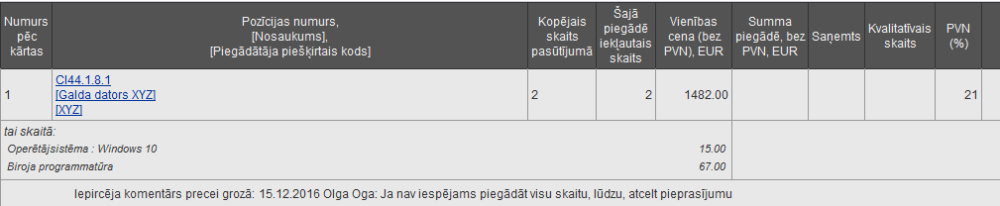 Numurs pēc kārtas
Pozīcijas numurs, [Nosaukums], [Piegādātāja piešķirtais kods]
Kopējais skaits pasūtījumā
Šajā piegādē iekļautais skaits
Vienības cena (bez PVN), EUR
Summa piegādē, bez PVN, EUR
Saņemts
Kvalitatīvais skaits
PVN (%)
1
CI44.1.8.1
[Galda dators XYZ]
[XYZ]
2
2
1482.00
21
tai skaitā:
Operētājsistēma : Windows 10 15.00
Biroja programmatūra 67.00
Iepircēja komentārs precei grozā: 15.12.2016 Olga Oga: Ja nav iespējams piegādāt visu skaitu, lūdzu, atcelt pieprasījumu